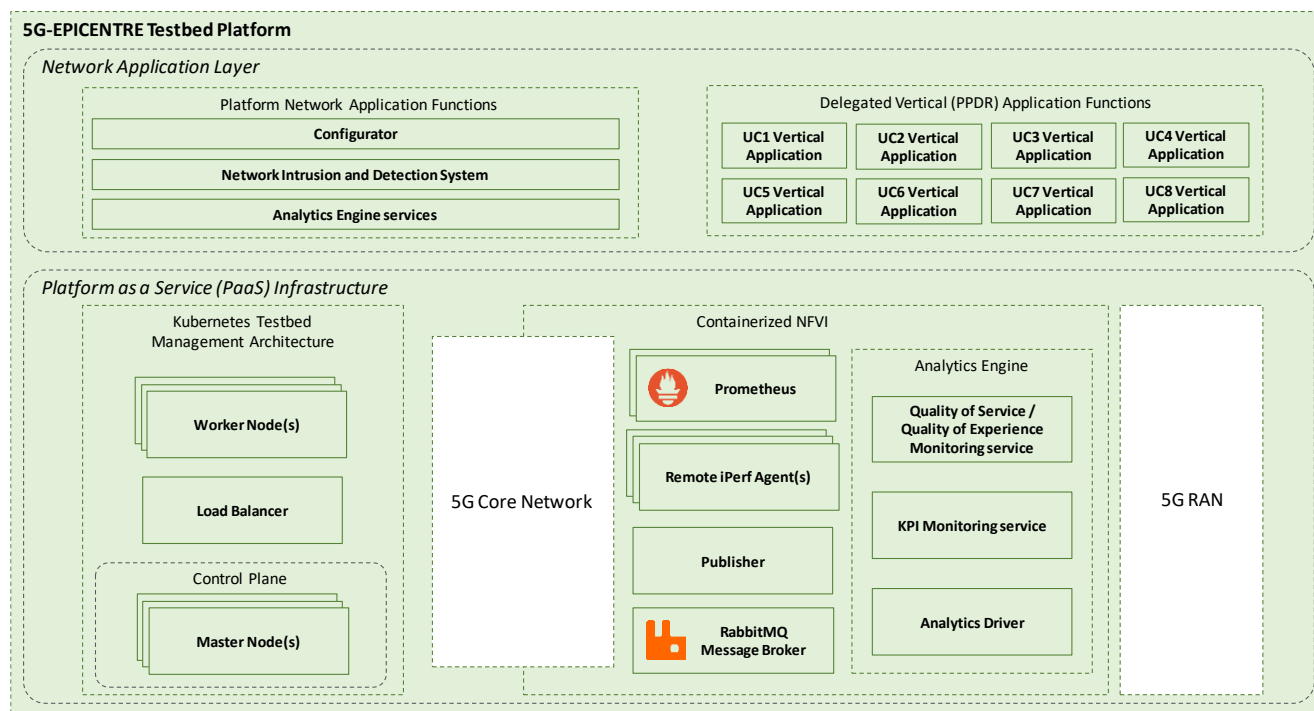 5G-EPICENTRE Testbed Platform
Network Application Layer
Platform Network Application Functions
Configurator
Network Intrusion and Detection System
Analytics Engine services
Delegated Vertical (PPDR) Application Functions
UC1 Vertical
Application
UC2 Vertical
Application
UC3 Vertical
Application
UC4 Vertical
Application
UC5 Vertical
Application
UC6 Vertical
Application
UC7 Vertical
Application
UC8 Vertical
Application
Platform as a Service (PaaS) Infrastructure
Kubernetes Testbed
Management Architecture
Worker Node(s)
Load Balancer
Control Plane
Master Node(s)
5G Core Network
Containerized NFVI
Prometheus
Remote iPerf Agent(s)
Publisher
RabbitMQ
Message Broker
Analytics Engine
Quality of Service /
Quality of Experience
Monitoring service
KPI Monitoring service
Analytics Driver
5G RAN